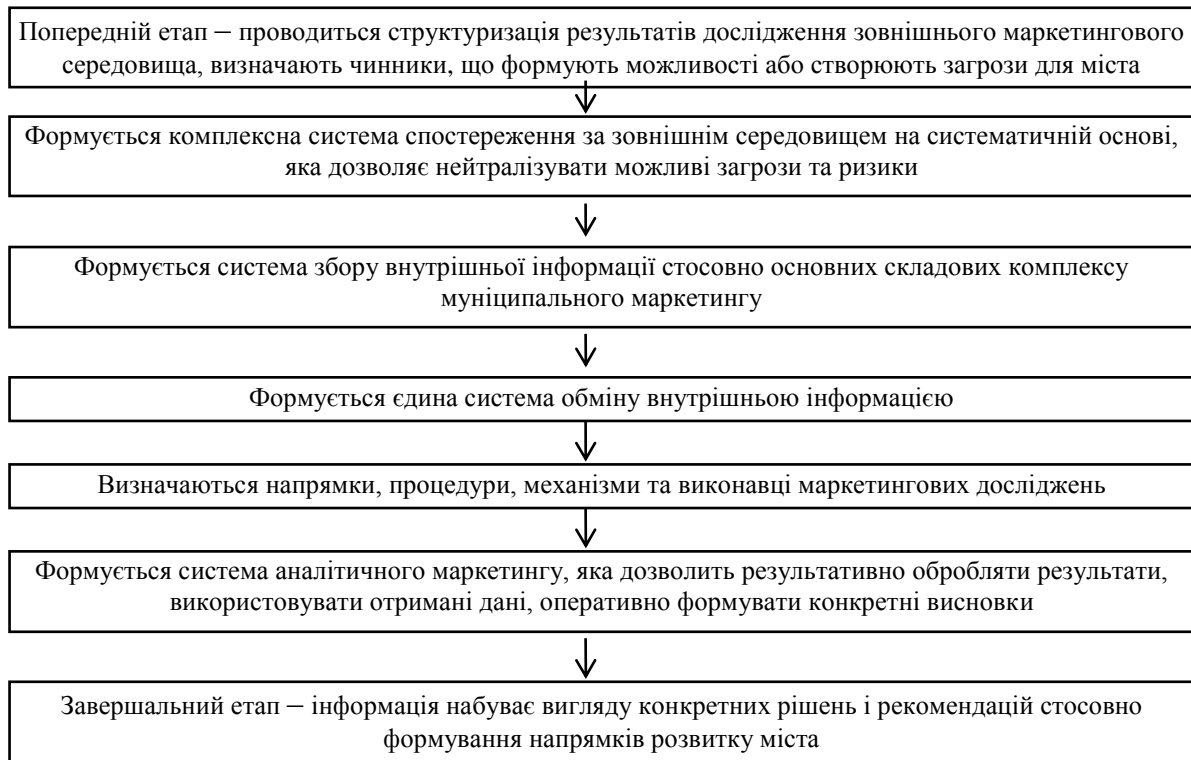 Попередній етап – проводиться структуризація результатів дослідження зовнішнього маркетингового
середовища, визначають чинники, що формують можливості або створюють загрози для міста
Формується комплексна система спостереження за зовнішнім середовищем на систематичній основі,
яка дозволяє нейтралізувати можливі загрози та ризики
Формується система збору внутрішньої інформації стосовно основних складових комплексу
муніципального маркетингу
Формується єдина система обміну внутрішньою інформацією
Визначаються напрямки, процедури, механізми та виконавці маркетингових досліджень
Формується система аналітичного маркетингу, яка дозволить результативно обробляти результати,
використовувати отримані дані, оперативно формувати конкретні висновки
Завершальний етап – інформація набуває вигляду конкретних рішень і рекомендацій стосовно
формування напрямків розвитку міста